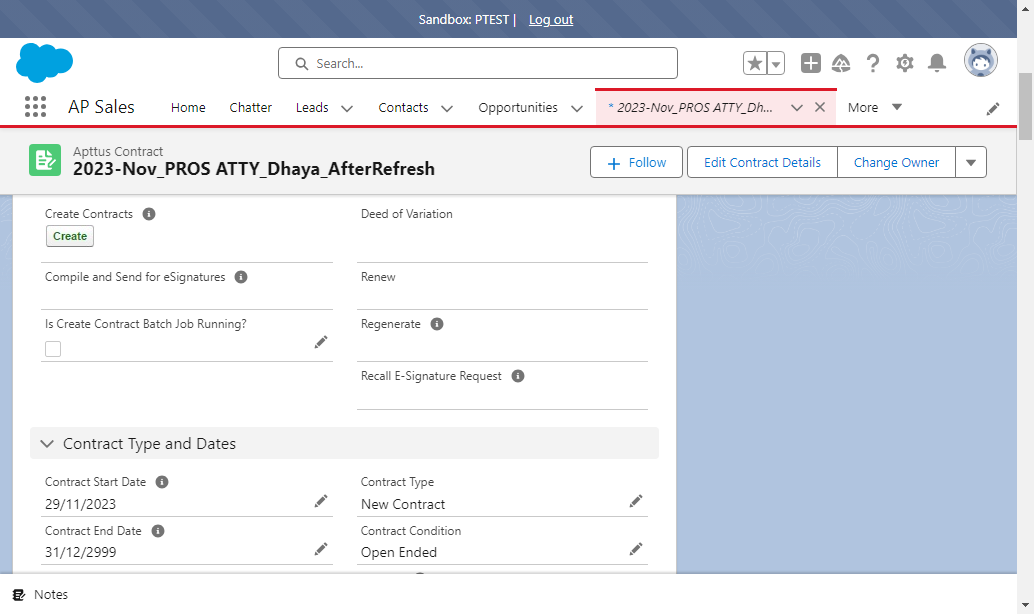 Sandbox: PTEST | Log out
Search...
AP Sales Home Chatter Leads Contacts Opportunities * 2023-Nov_PROS ATTY_Dh... More
Apttus Contract
2023-Nov_PROS ATTY_Dhaya_AfterRefresh
Follow Edit Contract Details Change Owner
Create Contracts Deed of Variation
Create
Compile and Send for eSignatures Renew
Is Create Contract Batch Job Running? Regenerate
Recall E-Signature Request
Contract Type and Dates
Contract Start Date Contract Type
29/11/2023 New Contract
Contract End Date Contract Condition
31/12/2999 Open Ended
Notes